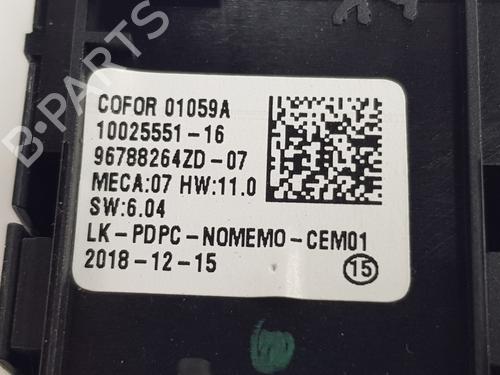 COFOR 01059A
10025551-16
96788264ZD-07
MECA:07 HW:11.0
SW:6.04
LK-PDPC-NOMEMO-CEM01
2018-12-15
15
B-PARTS